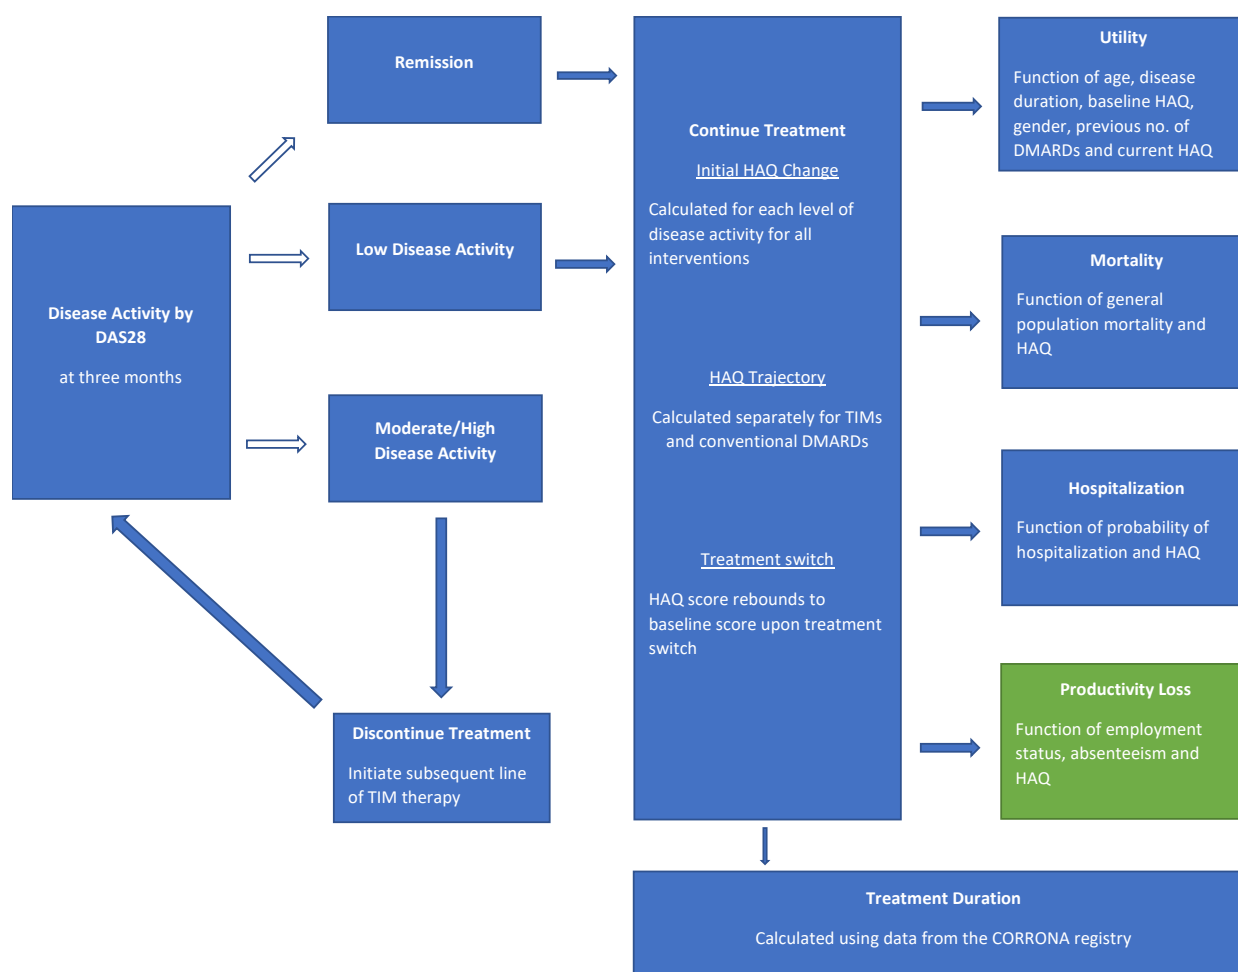 Remission
Low Disease Activity
Disease Activity by
DAS28
at three months
Moderate/High
Disease Activity
Discontinue Treatment
Initiate subsequent line
of TIM therapy
Continue Treatment
Initial HAQ Change
Calculated for each level of
disease activity for all
interventions
HAQ Trajectory
Calculated separately for TIMs
and conventional DMARDs
Treatment switch
HAQ score rebounds to
baseline score upon treatment
switch
Utility
Function of age, disease
duration, baseline HAQ,
gender, previous no. of
DMARDs and current HAQ
Mortality
Function of general
population mortality and
HAQ
Hospitalization
Function of probability of
hospitalization and HAQ
Productivity Loss
Function of employment
status, absenteeism and
HAQ
Treatment Duration
Calculated using data from the CORRONA registry